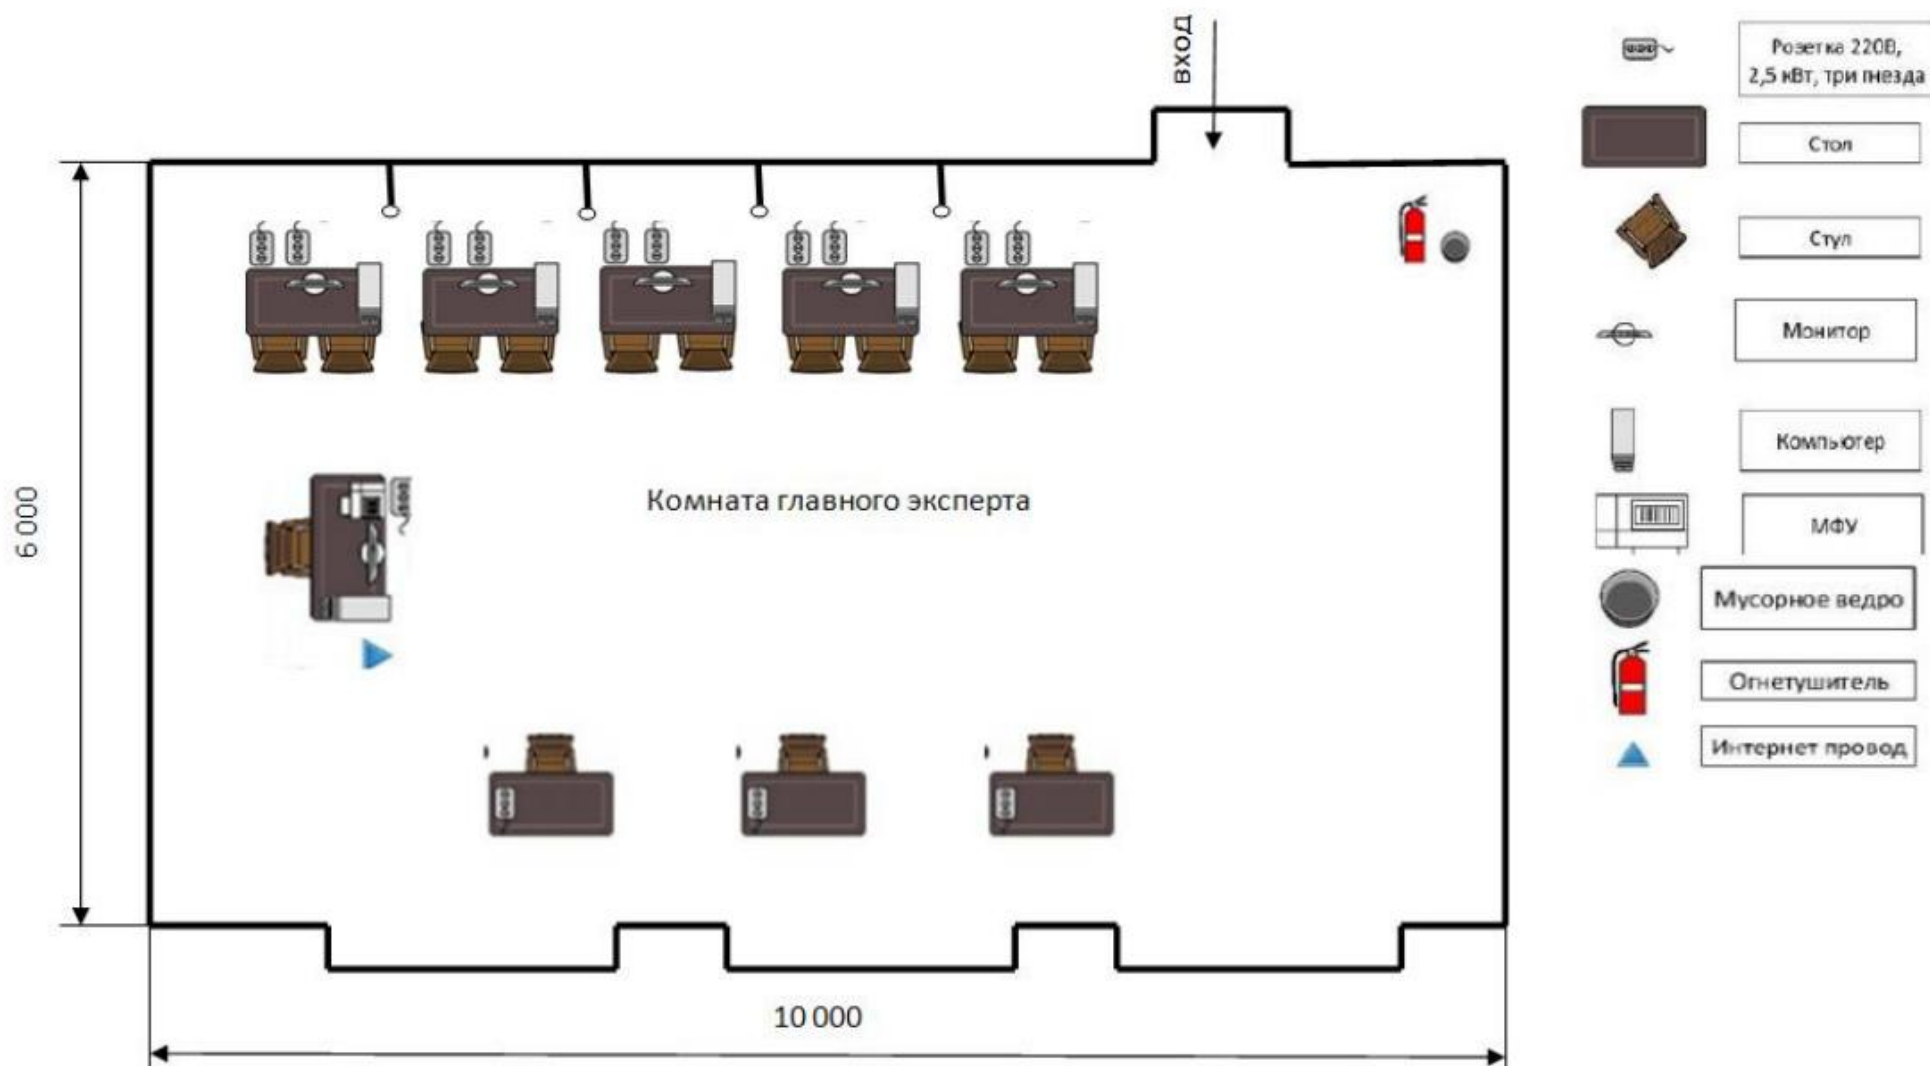 вход
Розетка 220В,
2,5 кВт, три гнезда
Стол
Стул
Монитор
Компьютер
МФУ
Мусорное ведро
Огнетушитель
Интернет провод
Комната главного эксперта
6 000
10 000